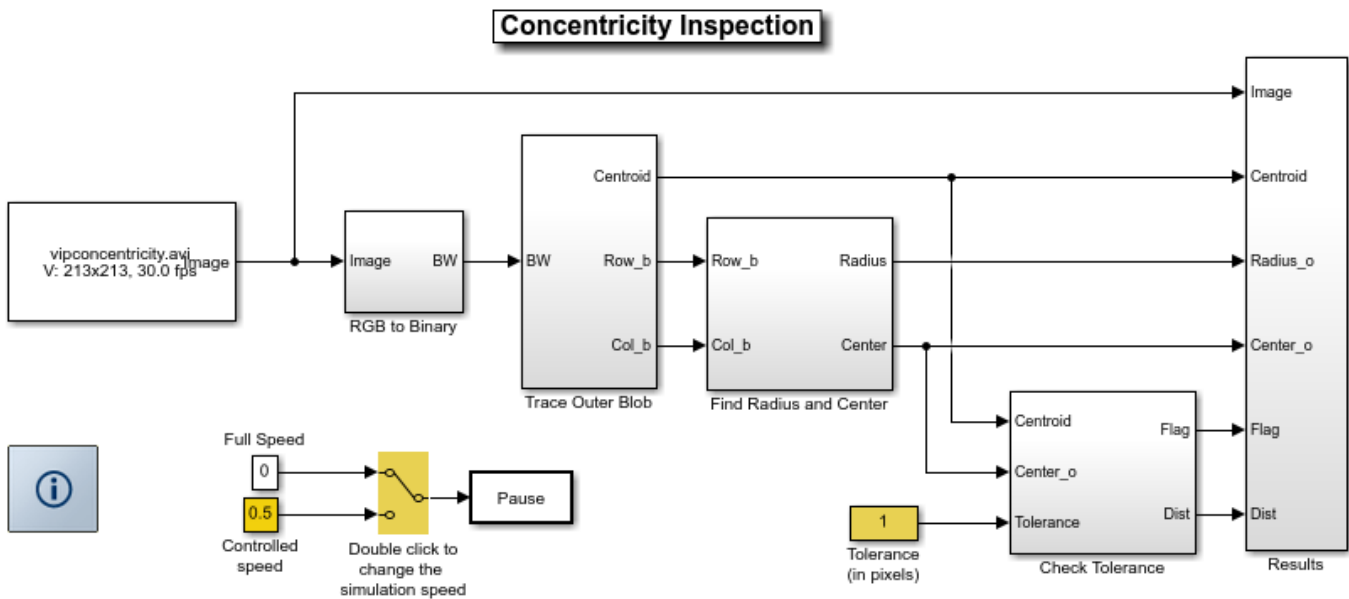 Concentricity Inspection
vipconcentricity.avi
V: 213x213, 30.0 fps
Image
Image
BW
RGB to Binary
BW
Centroid
Row_b
Col_b
Trace Outer Blob
Row_b
Col_b
Radius
Center
Find Radius and Center
Centroid
Center_o
Tolerance
Flag
Dist
Check Tolerance
Image
Centroid
Radius_o
Center_o
Flag
Dist
Results
Full Speed
0
0.5
Controlled
speed
Double click to
change the
simulation speed
Pause
1
Tolerance
(in pixels)
i